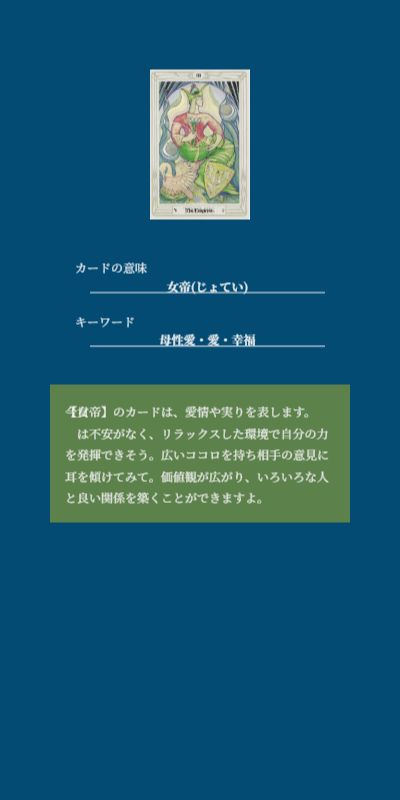 III
The Empress
カードの意味
女帝(じょてい)
キーワード
母性愛・愛・幸福
【女帝】のカードは、愛情や実りを表します。
は不安がなく、リラックスした環境で自分の力
を発揮できそう。広いココロを持ち相手の意見に
耳を傾けてみて。価値観が広がり、いろいろな人
と良い関係を築くことができますよ。